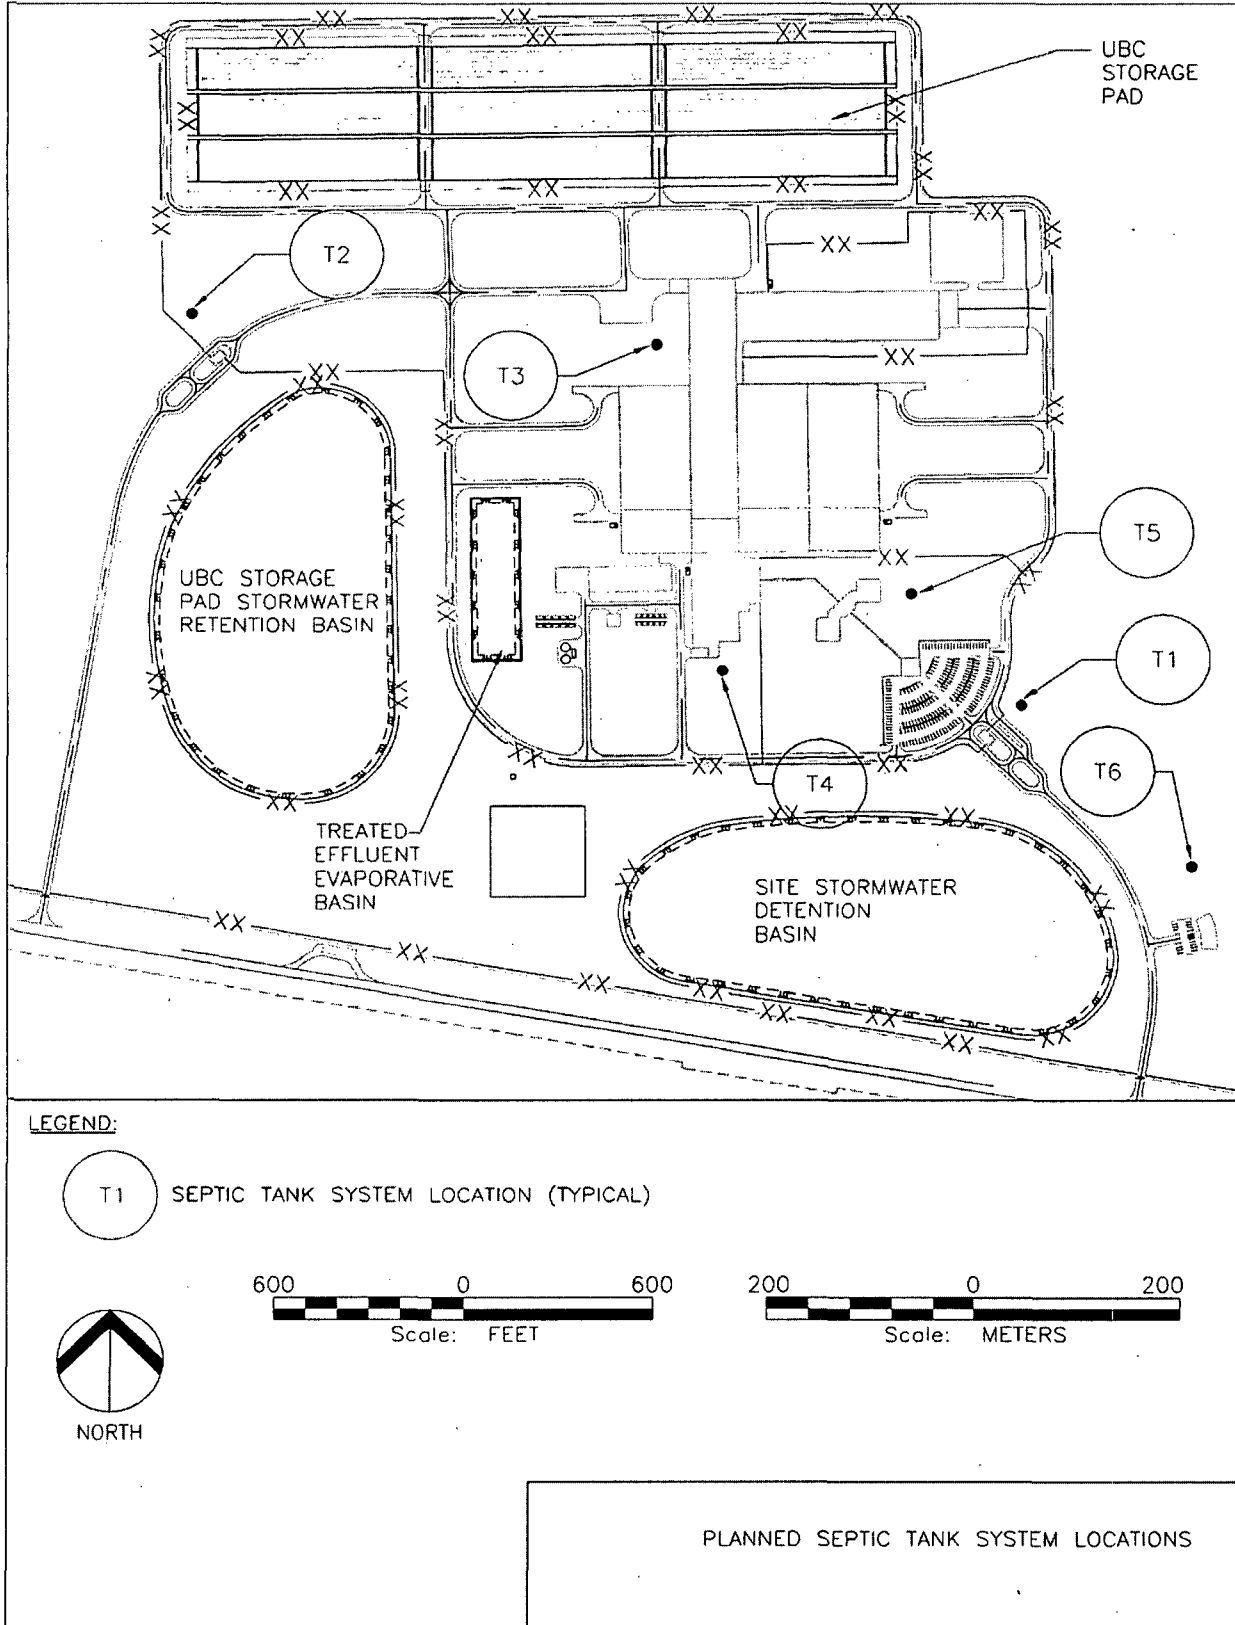 UBC
STORAGE
PAD
T2
T3
T5
UBC STORAGE
PAD STORMWATER
RETENTION BASIN
T1
T6
T4
TREATED
EFFLUENT
EVAPORATIVE
BASIN
SITE STORMWATER
DETENTION
BASIN
LEGEND:
T1 SEPTIC TANK SYSTEM LOCATION (TYPICAL)
600 0 600
Scale: FEET
200 0 200
Scale: METERS
NORTH
PLANNED SEPTIC TANK SYSTEM LOCATIONS